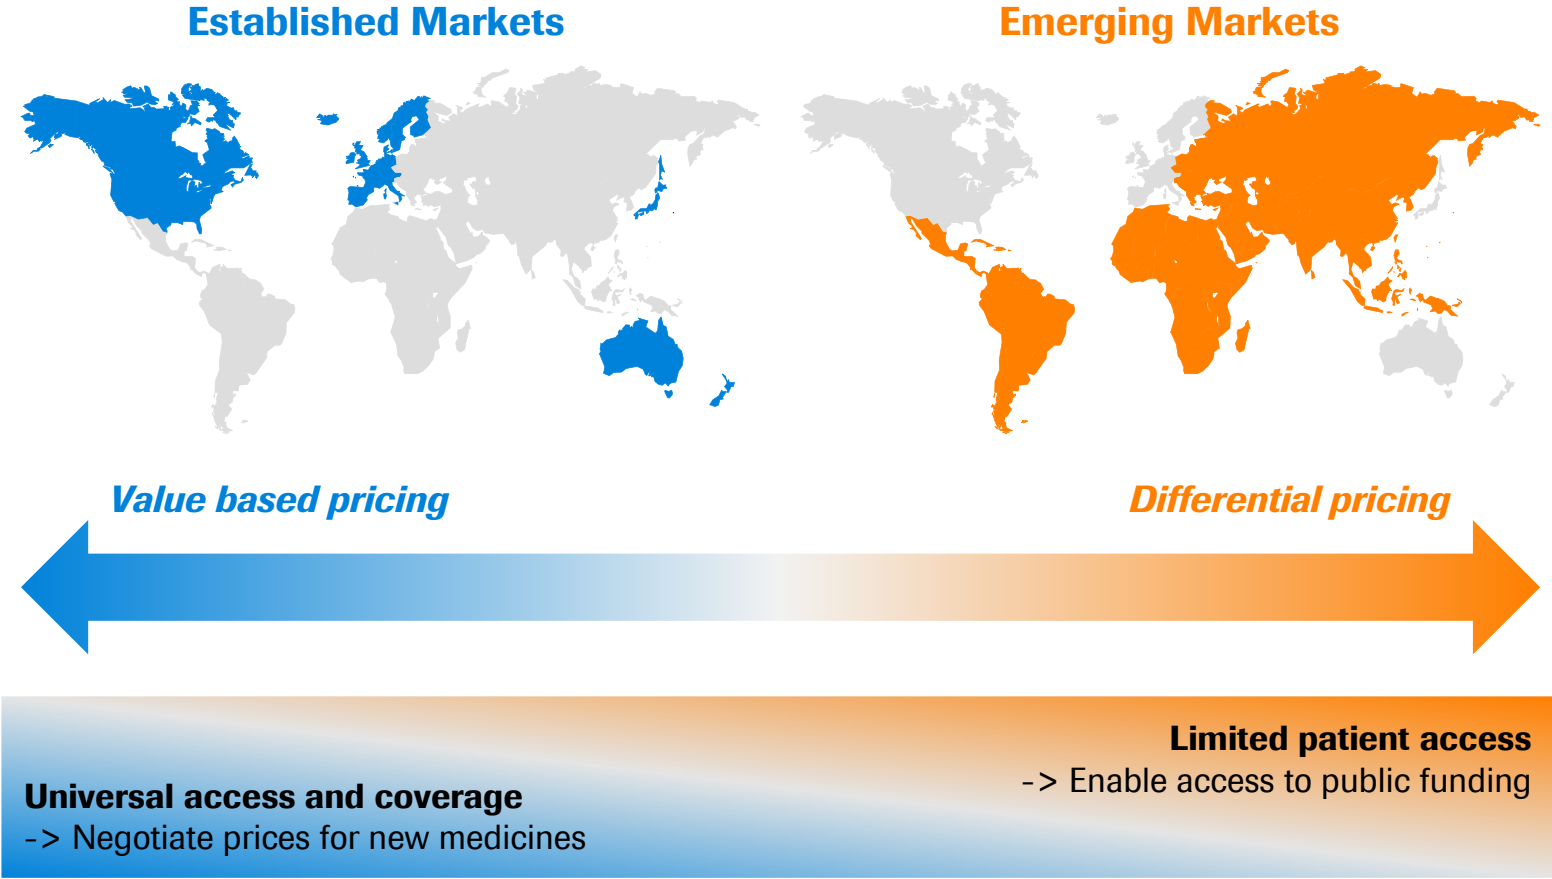 Established Markets
Emerging Markets
Value based pricing
Differential pricing
Limited patient access
-> Enable access to public funding
Universal access and coverage
-> Negotiate prices for new medicines